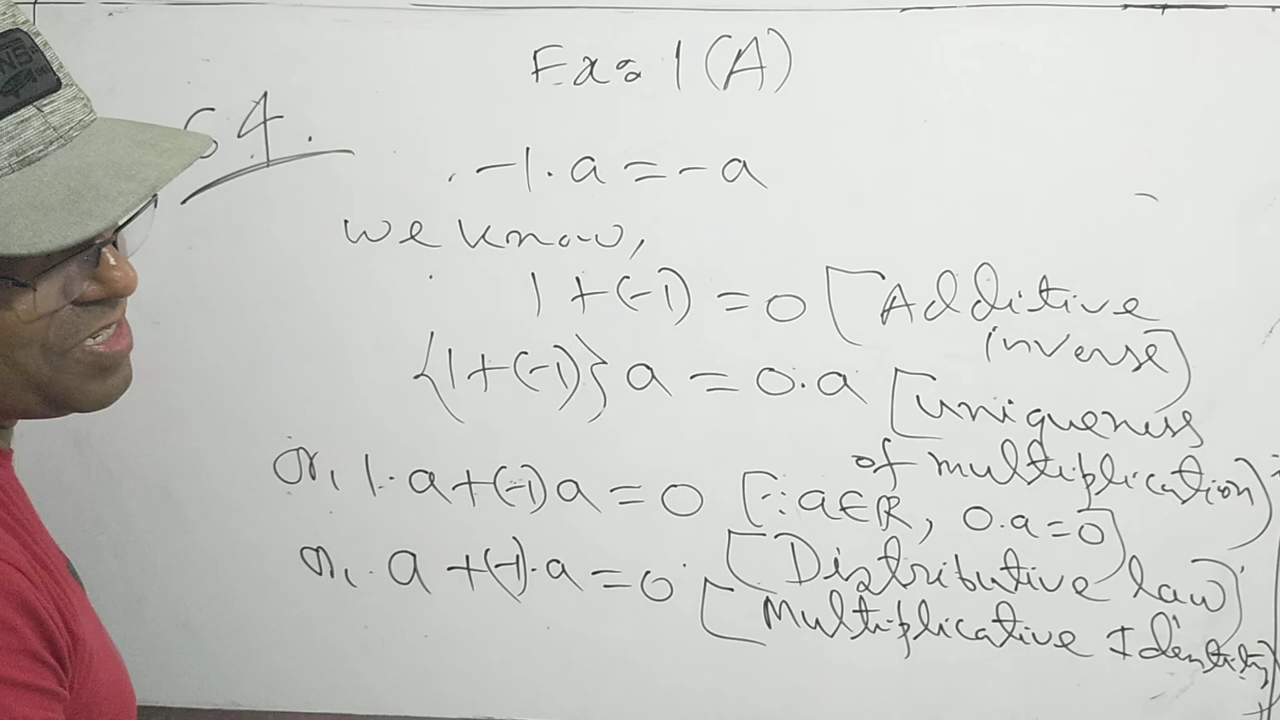 Ex: 1(A)
4.
-1·a = -a
we know,
1 + (-1) = 0 [Additive
inverse]
{1+(-1)}a = 0·a [uniqueness
of multiplication]
or, 1·a + (-1)a = 0 [∵ a∈R, 0·a=0]
[Distributive law]
or, a + (-1)·a = 0
[Multiplicative Identity]